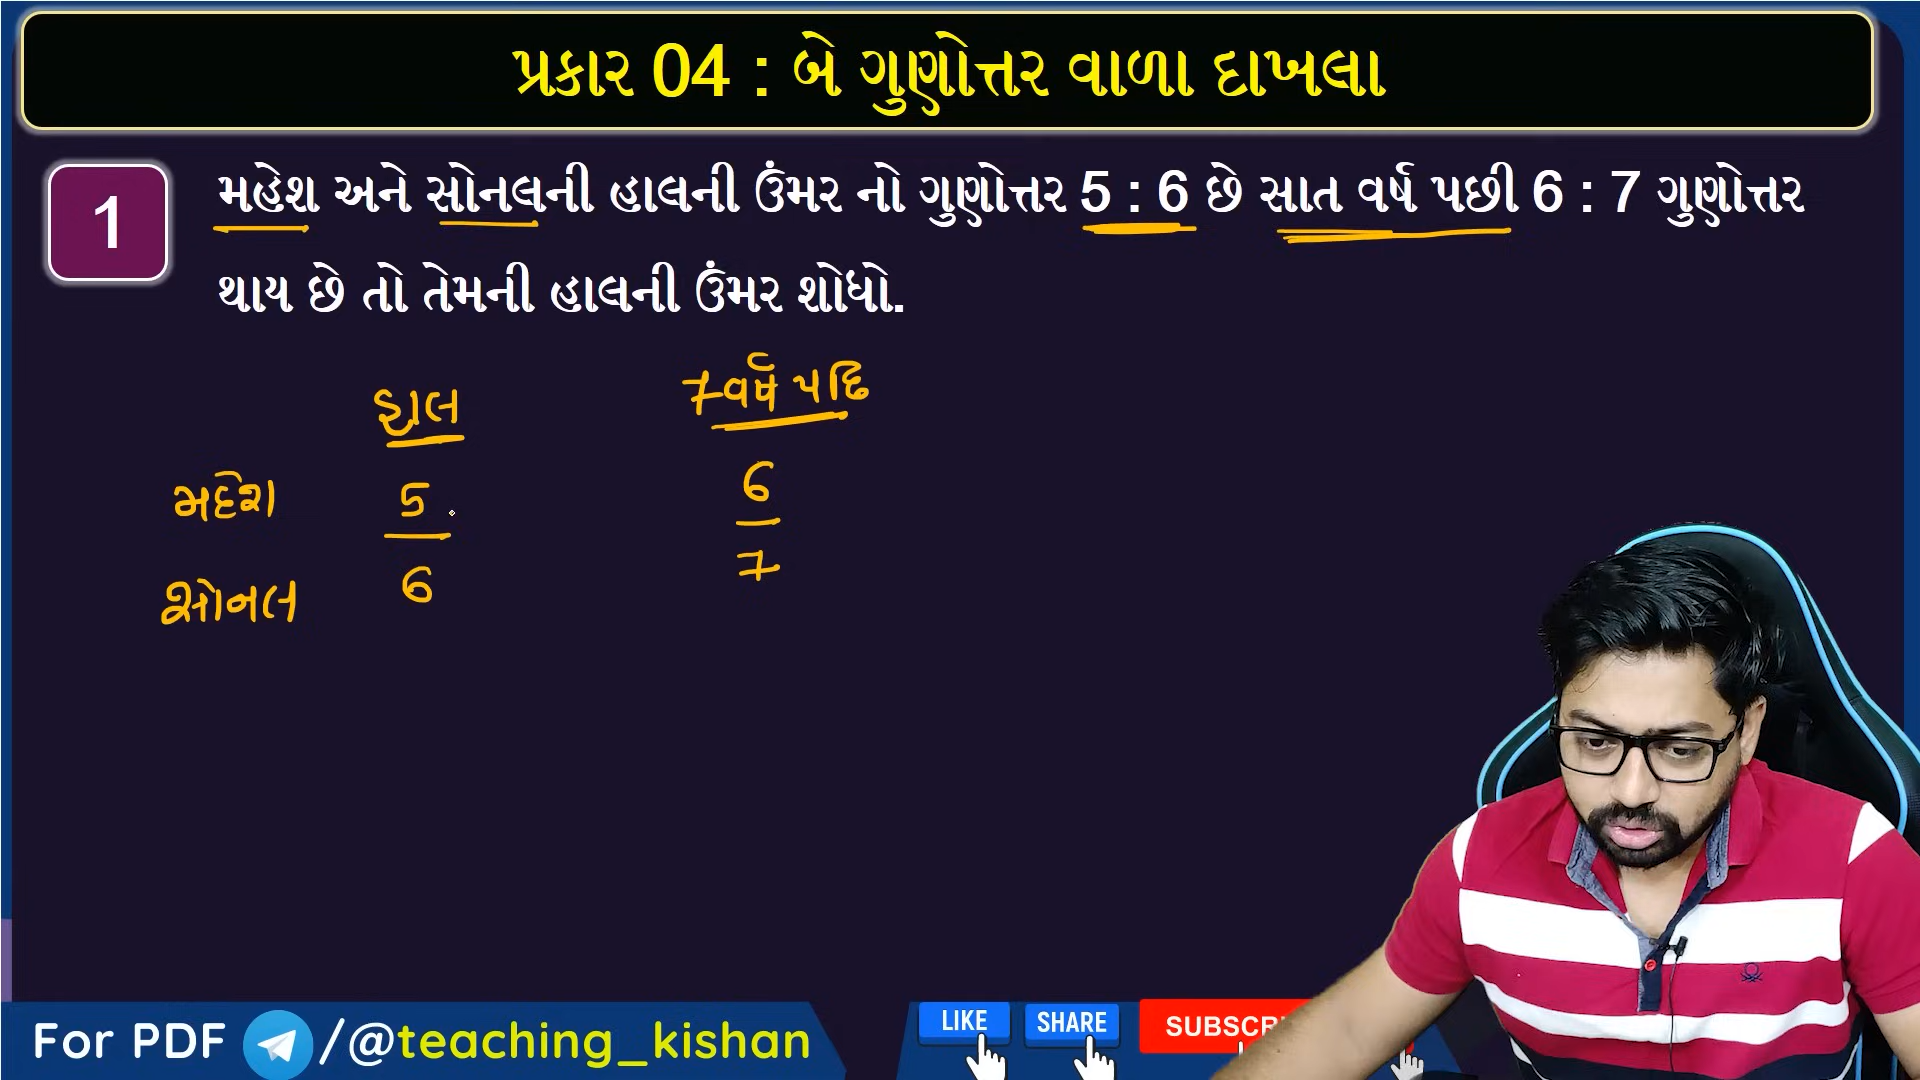 પ્રકાર 04 : બે ગુણોત્તર વાળા દાખલા
1
મહેશ અને સોનલની હાલની ઉંમર નો ગુણોત્તર 5 : 6 છે સાત વર્ષ પછી 6 : 7 ગુણોત્તર
થાય છે તો તેમની હાલની ઉંમર શોધો.
હાલ 7 વર્ષ પછી
મહેશ 5 6
સોનલ 6 7
For PDF /@teaching_kishan
LIKE SHARE SUBSCRI